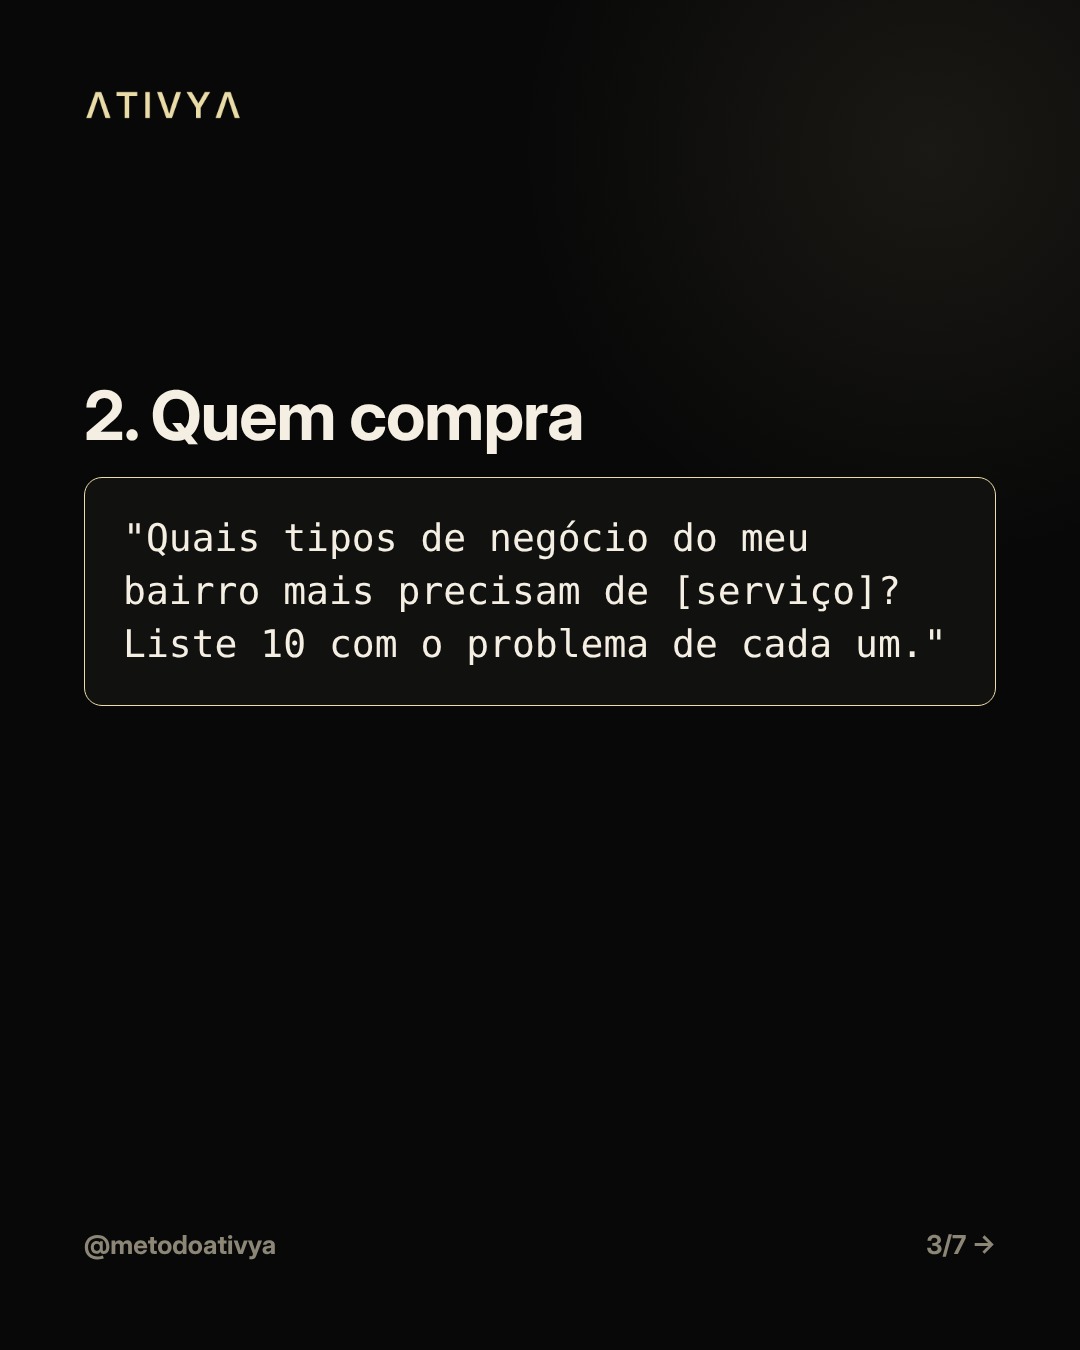 ATIVYA
2. Quem compra
"Quais tipos de negócio do meu
bairro mais precisam de [serviço]?
Liste 10 com o problema de cada um."
@metodoativya
3/7 →